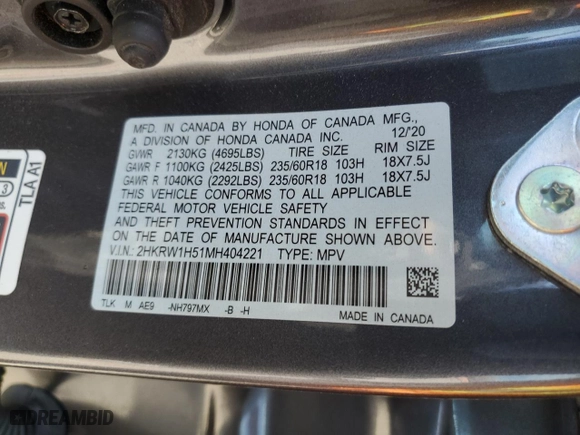 MFD. IN CANADA BY HONDA OF CANADA MFG.,
A DIVISION OF HONDA CANADA INC. 12/'20
GVWR 2130KG (4695LBS) TIRE SIZE RIM SIZE
GAWR F 1100KG (2425LBS) 235/60R18 103H 18X7.5J
GAWR R 1040KG (2292LBS) 235/60R18 103H 18X7.5J
THIS VEHICLE CONFORMS TO ALL APPLICABLE
FEDERAL MOTOR VEHICLE SAFETY
AND THEFT PREVENTION STANDARDS IN EFFECT
ON THE DATE OF MANUFACTURE SHOWN ABOVE.
V.I.N.: 2HKRW1H51MH404221 TYPE: MPV
TLK M AE9 -NH797MX -B -H
MADE IN CANADA
TLA A1
3
DREAMBID